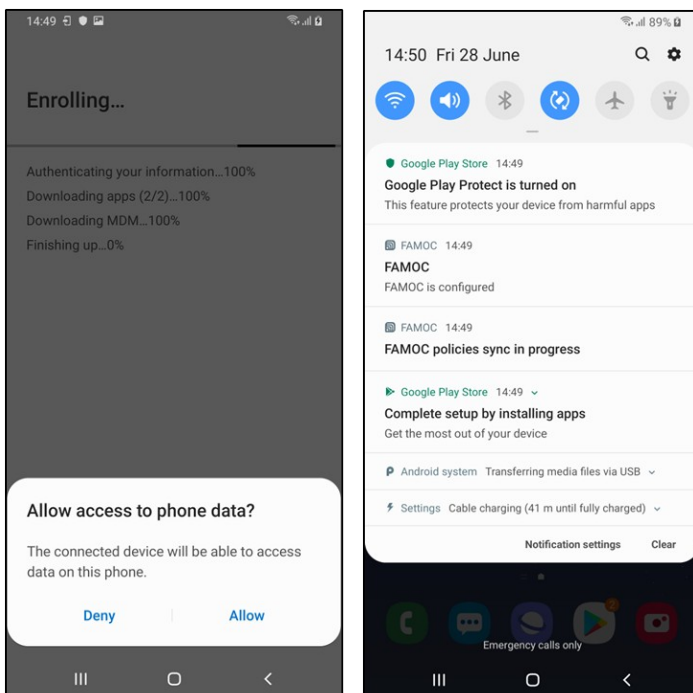 14:49
Enrolling...
Authenticating your information...100%
Downloading apps (2/2)...100%
Downloading MDM...100%
Finishing up...0%
Allow access to phone data?
The connected device will be able to access
data on this phone.
Deny
Allow
89%
14:50 Fri 28 June
Google Play Store 14:49
Google Play Protect is turned on
This feature protects your device from harmful apps
FAMOC 14:49
FAMOC
FAMOC is configured
FAMOC 14:49
FAMOC policies sync in progress
Google Play Store 14:49
Complete setup by installing apps
Get the most out of your device
Android system Transferring media files via USB
Settings Cable charging (41 m until fully charged)
Notification settings Clear
2
Emergency calls only